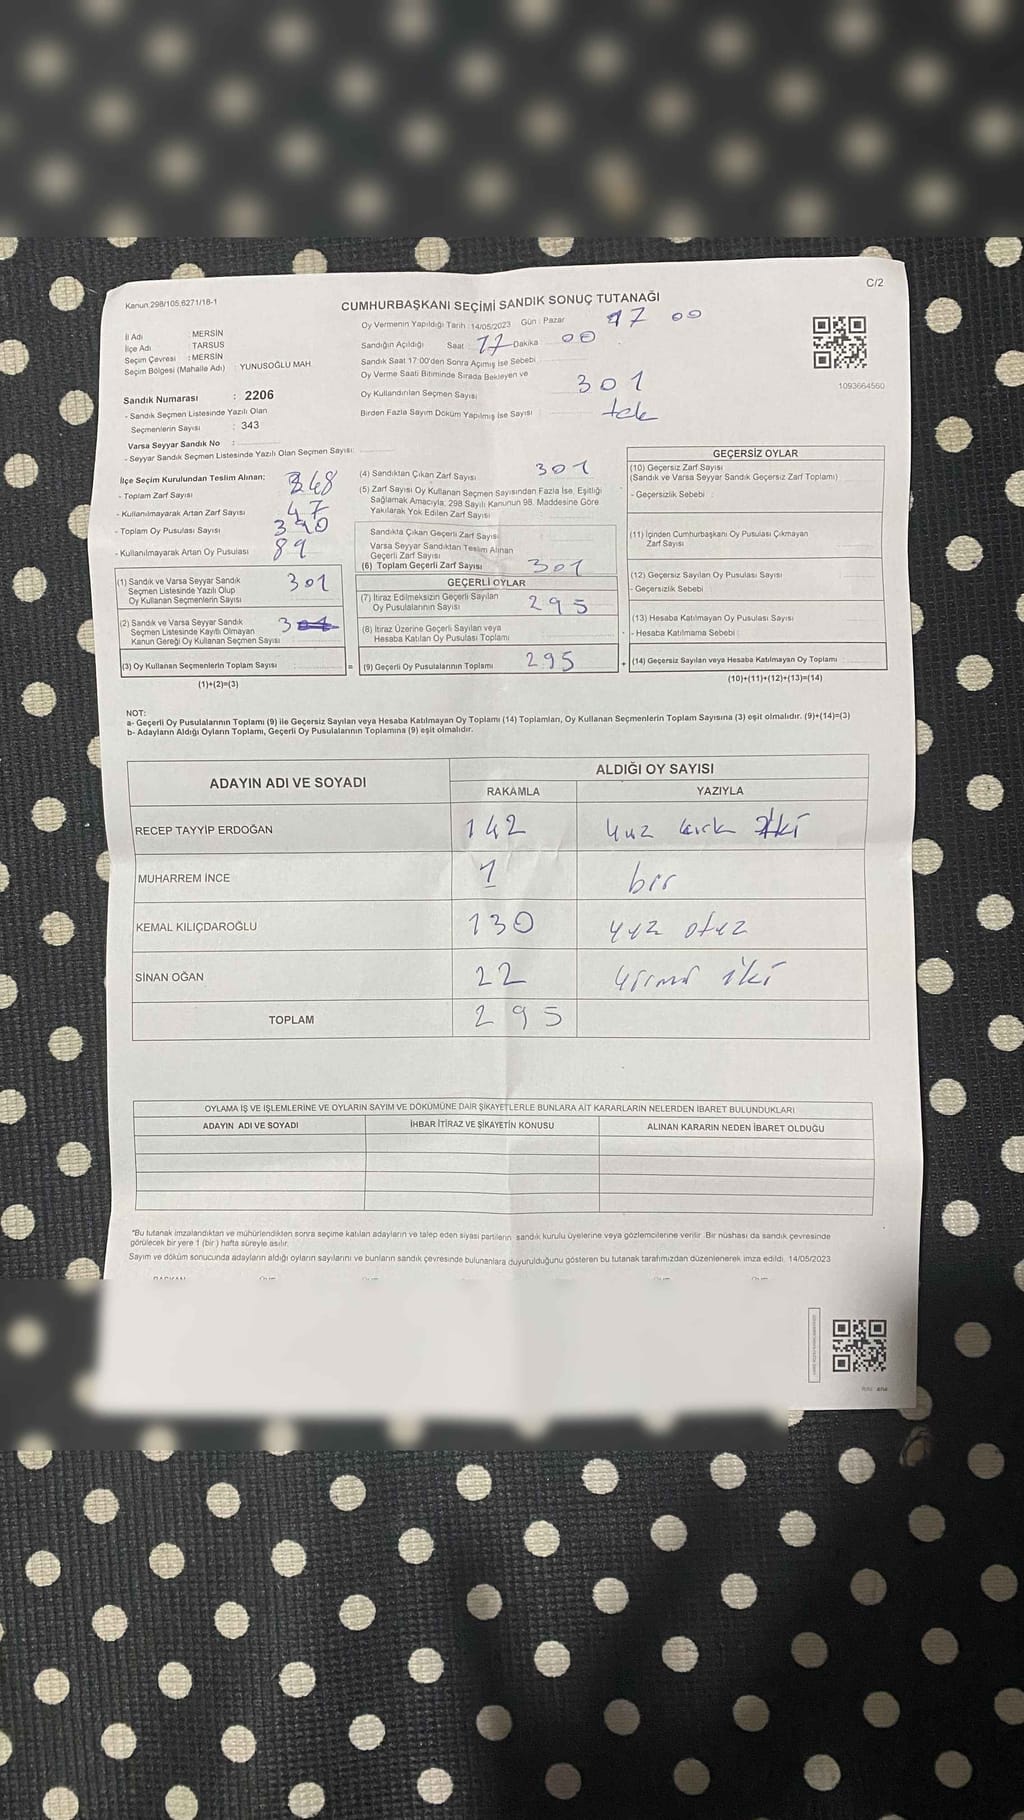 Kanun:298/105,6271/18-1
C/2
CUMHURBAŞKANI SEÇİMİ SANDIK SONUÇ TUTANAĞI
İl Adı : MERSİN
İlçe Adı : TARSUS
Seçim Çevresi : MERSİN
Seçim Bölgesi (Mahalle Adı) : YUNUSOĞLU MAH
Oy Vermenin Yapıldığı Tarih : 14/05/2023 Gün : Pazar 17 00
Sandığın Açıldığı Saat : 17 Dakika 00
Sandık Saat 17:00'den Sonra Açımış İse Sebebi
Oy Verme Saati Bitiminde Sırada Bekleyen ve
Oy Kullandırılan Seçmen Sayısı 301
Birden Fazla Sayım Döküm Yapılmış İse Sayısı tek
1093664560
Sandık Numarası : 2206
- Sandık Seçmen Listesinde Yazılı Olan
Seçmenlerin Sayısı : 343
Varsa Seyyar Sandık No :
- Seyyar Sandık Seçmen Listesinde Yazılı Olan Seçmen Sayısı:
İlçe Seçim Kurulundan Teslim Alınan:
- Toplam Zarf Sayısı 348
- Kullanılmayarak Artan Zarf Sayısı 47
- Toplam Oy Pusulası Sayısı 390
- Kullanılmayarak Artan Oy Pusulası 89
(1) Sandık ve Varsa Seyyar Sandık
Seçmen Listesinde Yazılı Olup
Oy Kullanan Seçmenlerin Sayısı 301
(2) Sandık ve Varsa Seyyar Sandık
Seçmen Listesinde Kayıtlı Olmayan
Kanun Gereği Oy Kullanan Seçmen Sayısı
(3) Oy Kullanan Seçmenlerin Toplam Sayısı =
(1)+(2)=(3)
(4) Sandıktan Çıkan Zarf Sayısı 301
(5) Zarf Sayısı Oy Kullanan Seçmen Sayısından Fazla İse, Eşitliği
Sağlamak Amacıyla; 298 Sayılı Kanunun 98. Maddesine Göre
Yakılarak Yok Edilen Zarf Sayısı
Sandıkta Çıkan Geçerli Zarf Sayısı
Varsa Seyyar Sandıktan Teslim Alınan
Geçerli Zarf Sayısı
(6) Toplam Geçerli Zarf Sayısı 301
GEÇERLİ OYLAR
(7) İtiraz Edilmeksizin Geçerli Sayılan
Oy Pusulalarının Sayısı 295
(8) İtiraz Üzerine Geçerli Sayılan veya
Hesaba Katılan Oy Pusulası Toplamı
(9) Geçerli Oy Pusulalarının Toplamı 295 +
GEÇERSİZ OYLAR
(10) Geçersiz Zarf Sayısı
(Sandık ve Varsa Seyyar Sandık Geçersiz Zarf Toplamı)
- Geçersizlik Sebebi
(11) İçinden Cumhurbaşkanı Oy Pusulası Çıkmayan
Zarf Sayısı
(12) Geçersiz Sayılan Oy Pusulası Sayısı
- Geçersizlik Sebebi
(13) Hesaba Katılmayan Oy Pusulası Sayısı
- Hesaba Katılmama Sebebi
(14) Geçersiz Sayılan veya Hesaba Katılmayan Oy Toplamı
(10)+(11)+(12)+(13)=(14)
NOT:
a- Geçerli Oy Pusulalarının Toplamı (9) ile Geçersiz Sayılan veya Hesaba Katılmayan Oy Toplamı (14) Toplamları, Oy Kullanan Seçmenlerin Toplam Sayısına (3) eşit olmalıdır. (9)+(14)=(3)
b- Adayların Aldığı Oyların Toplamı, Geçerli Oy Pusulalarının Toplamına (9) eşit olmalıdır.
ADAYIN ADI VE SOYADI ALDIĞI OY SAYISI
RAKAMLA YAZIYLA
RECEP TAYYİP ERDOĞAN 142 yuz kırk iki
MUHARREM İNCE 1 bir
KEMAL KILIÇDAROĞLU 130 yuz otuz
SİNAN OĞAN 22 yirmi iki
TOPLAM 295
OYLAMA İŞ VE İŞLEMLERİNE VE OYLARIN SAYIM VE DÖKÜMÜNE DAİR ŞİKAYETLERLE BUNLARA AİT KARARLARIN NELERDEN İBARET BULUNDUKLARI
ADAYIN ADI VE SOYADI İHBAR İTİRAZ VE ŞİKAYETİN KONUSU ALINAN KARARIN NEDEN İBARET OLDUĞU
*Bu tutanak imzalandıktan ve mühürlendikten sonra seçime katılan adayların ve talep eden siyasi partilerin sandık kurulu üyelerine veya gözlemcilerine verilir. Bir nüshası da sandık çevresinde
görülecek bir yere 1 (bir) hafta süreyle asılır.
Sayım ve döküm sonucunda adayların aldığı oyların sayılarını ve bunların sandık çevresinde bulunanlara duyurulduğunu gösteren bu tutanak tarafımızdan düzenlenerek imza edildi. 14/05/2023